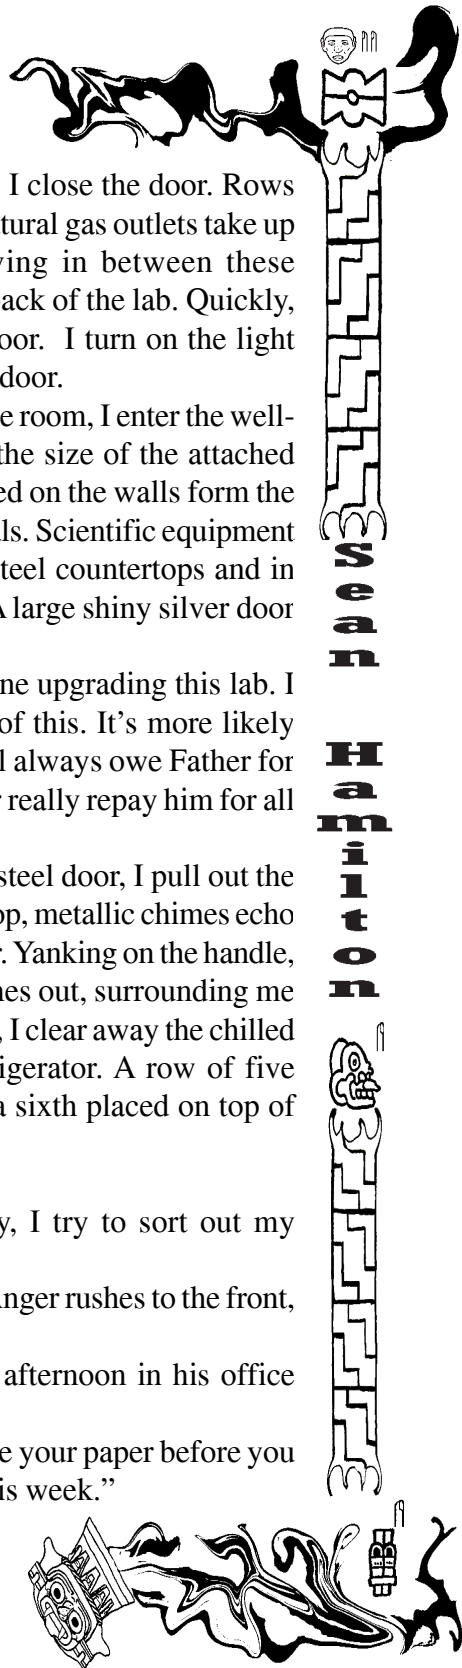 I close the door. Rows
tural gas outlets take up
ving in between these
ack of the lab. Quickly,
oor. I turn on the light
door.
e room, I enter the well-
the size of the attached
ed on the walls form the
ls. Scientific equipment
teel countertops and in
A large shiny silver door
ne upgrading this lab. I
of this. It's more likely
l always owe Father for
r really repay him for all
steel door, I pull out the
op, metallic chimes echo
r. Yanking on the handle,
nes out, surrounding me
, I clear away the chilled
igerator. A row of five
a sixth placed on top of
y, I try to sort out my
Anger rushes to the front,
afternoon in his office
e your paper before you
is week.”
Sean Hamilton